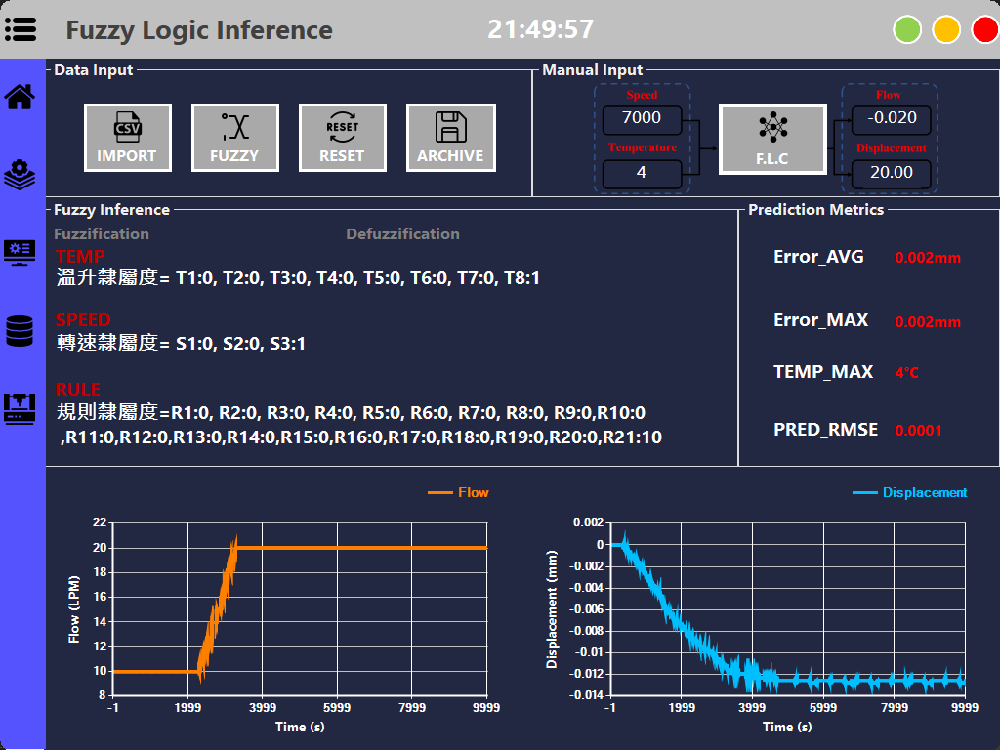 Fuzzy Logic Inference
21:49:57
Data Input
Manual Input
CSV
IMPORT
FUZZY
RESET
RESET
ARCHIVE
Speed
7000
Temperature
4
F.L.C
Flow
-0.020
Displacement
20.00
Fuzzy Inference
Fuzzification
Defuzzification
TEMP
溫升隸屬度= T1:0, T2:0, T3:0, T4:0, T5:0, T6:0, T7:0, T8:1
SPEED
轉速隸屬度= S1:0, S2:0, S3:1
RULE
規則隸屬度=R1:0, R2:0, R3:0, R4:0, R5:0, R6:0, R7:0, R8:0, R9:0,R10:0
,R11:0,R12:0,R13:0,R14:0,R15:0,R16:0,R17:0,R18:0,R19:0,R20:0,R21:10
Prediction Metrics
Error_AVG 0.002mm
Error_MAX 0.002mm
TEMP_MAX 4°C
PRED_RMSE 0.0001
Flow
Flow (LPM)
22
20
18
16
14
12
10
8
-1 1999 3999 5999 7999 9999
Time (s)
Displacement
Displacement (mm)
0.002
0
-0.002
-0.004
-0.006
-0.008
-0.01
-0.012
-0.014
-1 1999 3999 5999 7999 9999
Time (s)